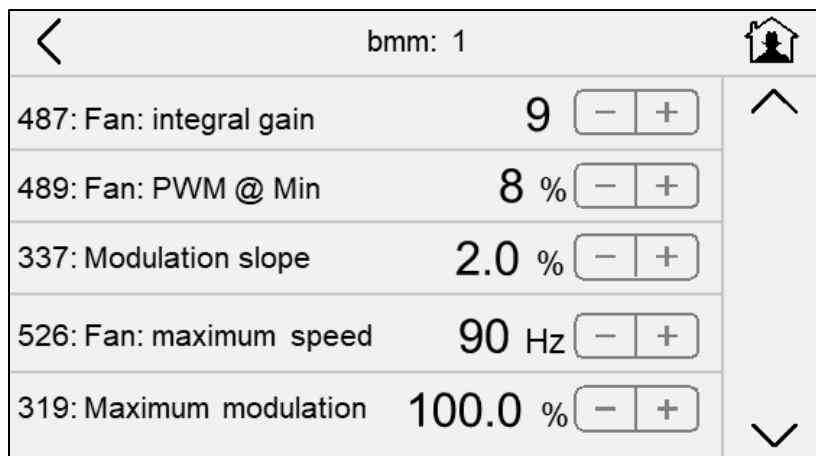 bmm: 1
487: Fan: integral gain 9 − +
489: Fan: PWM @ Min 8 % − +
337: Modulation slope 2.0 % − +
526: Fan: maximum speed 90 Hz − +
319: Maximum modulation 100.0 % − +